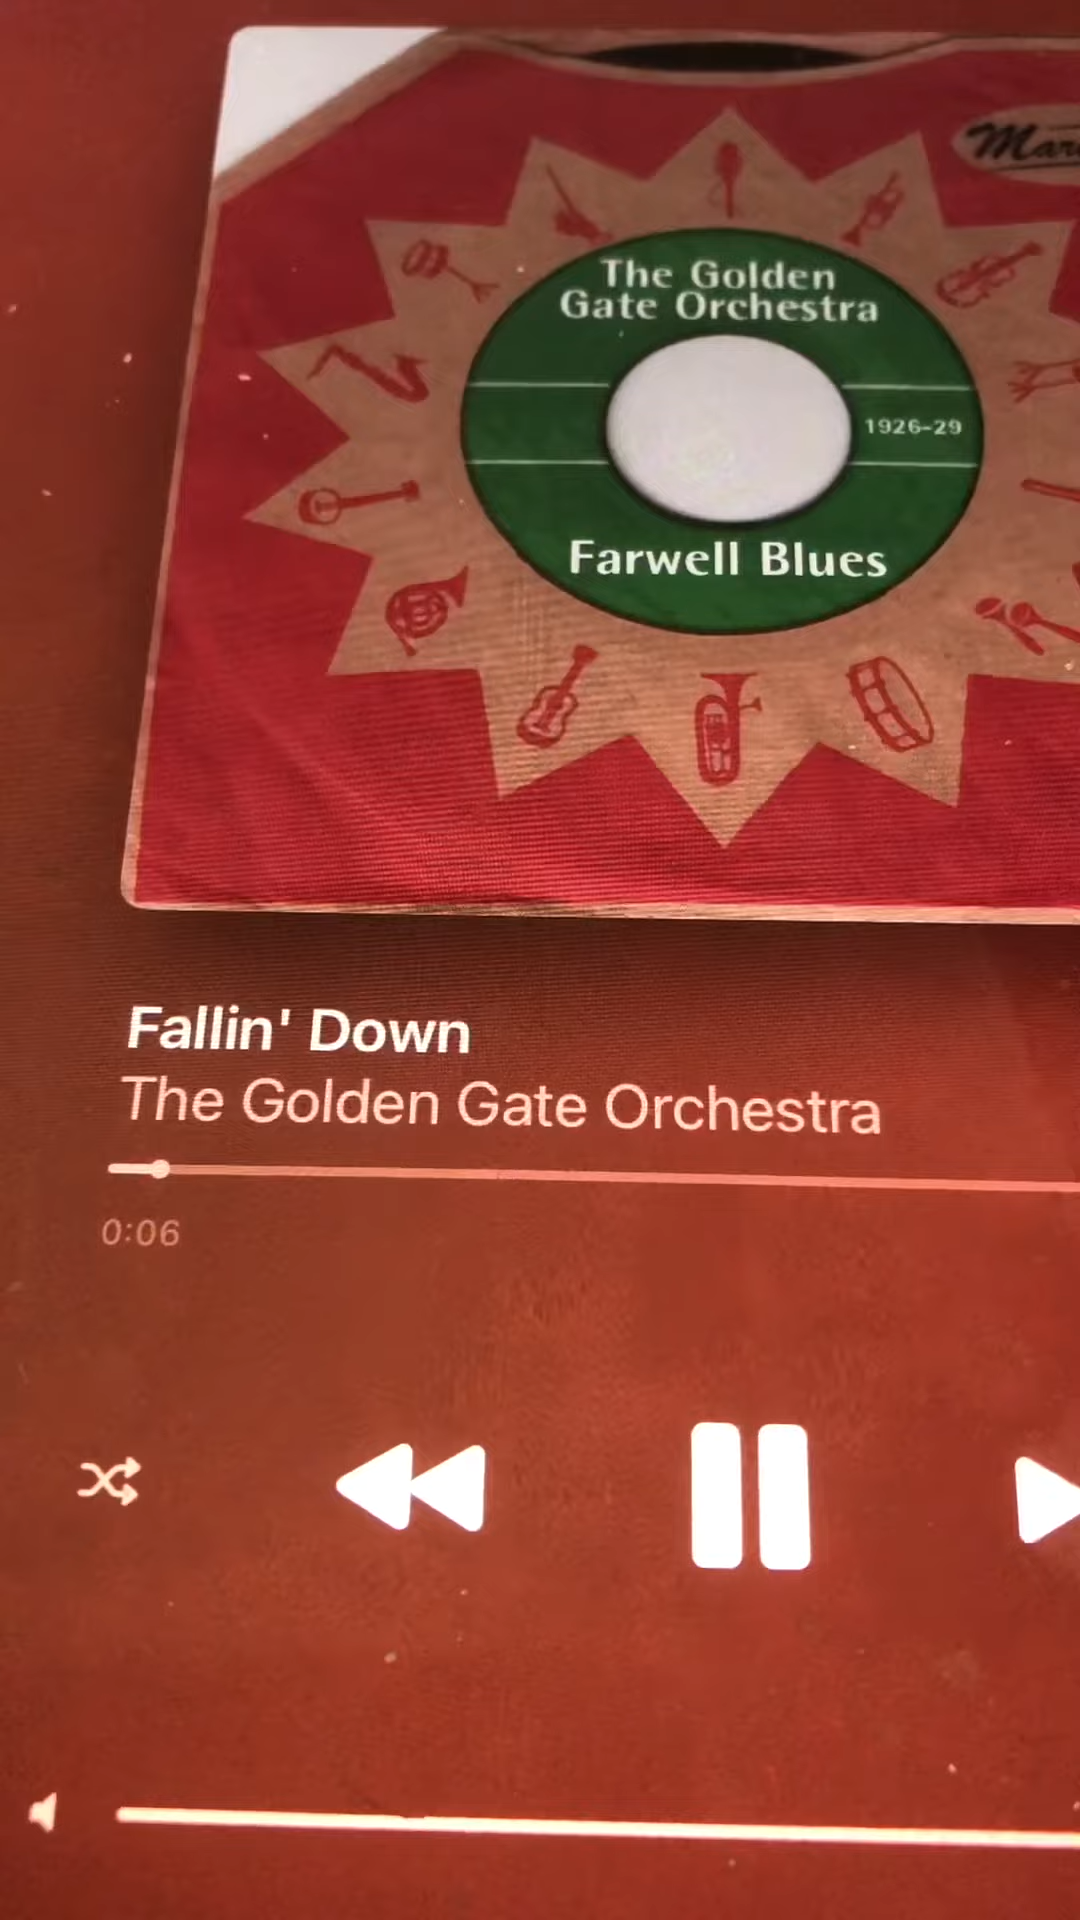 The Golden
Gate Orchestra
1926–29
Farwell Blues
Fallin' Down
The Golden Gate Orchestra
0:06